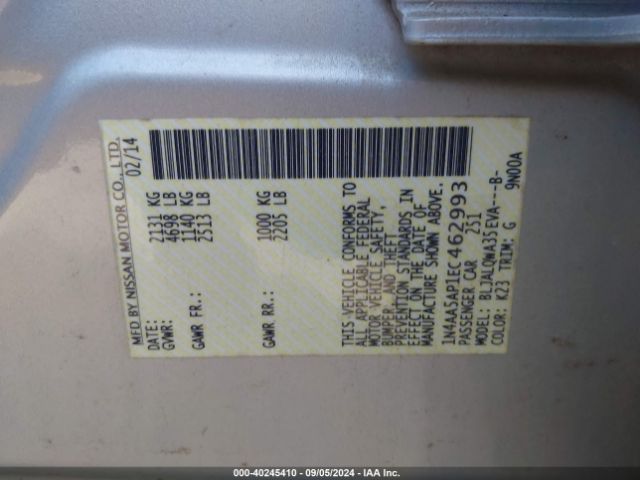 MFD BY NISSAN MOTOR CO., LTD.
DATE: 02/14
GVWR: 2131 KG
4698 LB
GAWR FR.: 1140 KG
2513 LB
GAWR RR.: 1000 KG
2205 LB
THIS VEHICLE CONFORMS TO
ALL APPLICABLE FEDERAL
MOTOR VEHICLE SAFETY,
BUMPER, AND THEFT
PREVENTION STANDARDS IN
EFFECT ON THE DATE OF
MANUFACTURE SHOWN ABOVE.
1N4AA5AP1EC462993
PASSENGER CAR 251
MODEL: BLJALQWA35EVA---B-
COLOR: K23 TRIM: G 9N00A
000-40245410 - 09/05/2024 - IAA Inc.